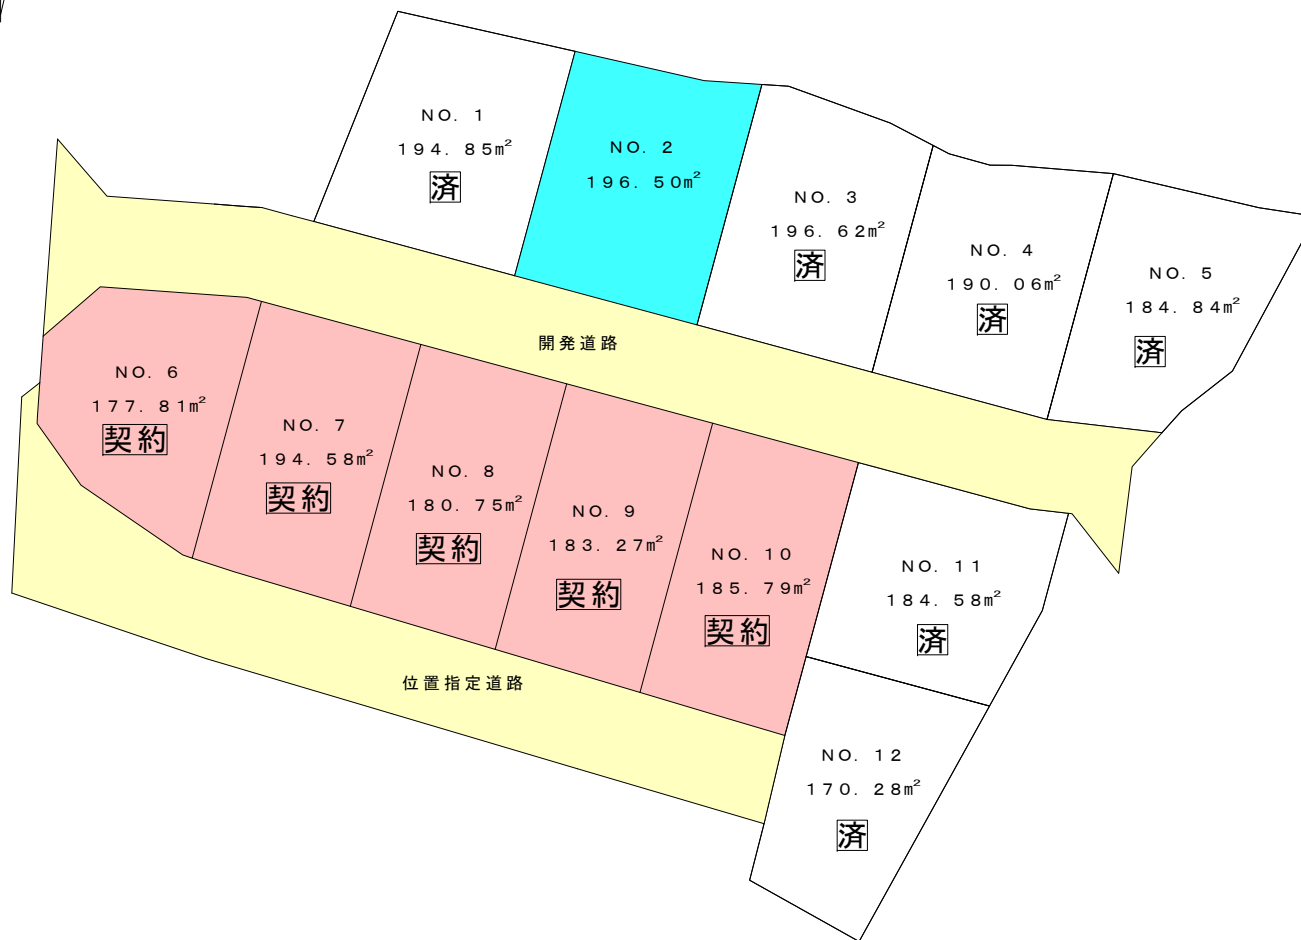 NO. 1
194. 85㎡
済
NO. 2
196. 50㎡
NO. 3
196. 62㎡
済
NO. 4
190. 06㎡
済
NO. 5
184. 84㎡
済
開発道路
NO. 6
177. 81㎡
契約
NO. 7
194. 58㎡
契約
NO. 8
180. 75㎡
契約
NO. 9
183. 27㎡
契約
NO. 10
185. 79㎡
契約
NO. 11
184. 58㎡
済
位置指定道路
NO. 12
170. 28㎡
済